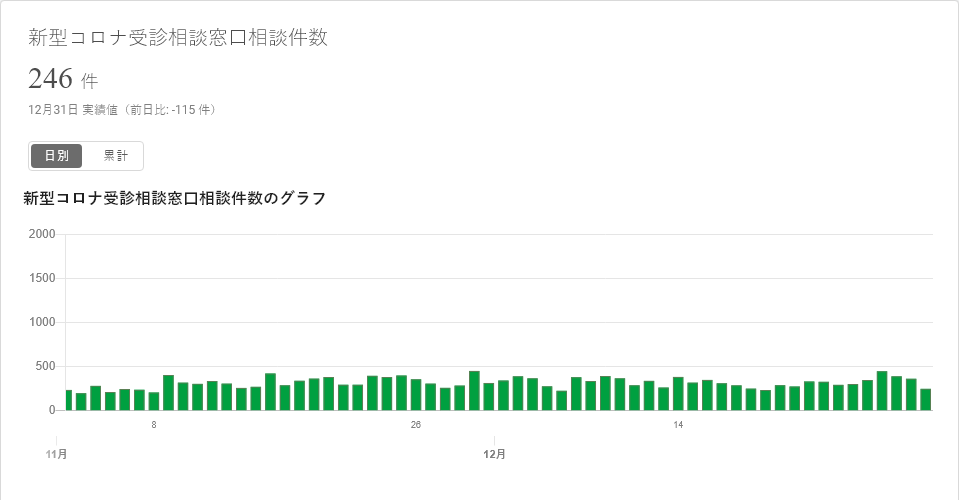 新型コロナ受診相談窓口相談件数
246 件
12月31日 実績値（前日比: -115 件）
日別 累計
新型コロナ受診相談窓口相談件数のグラフ
2000
1500
1000
500
0
8 26 14
11月 12月